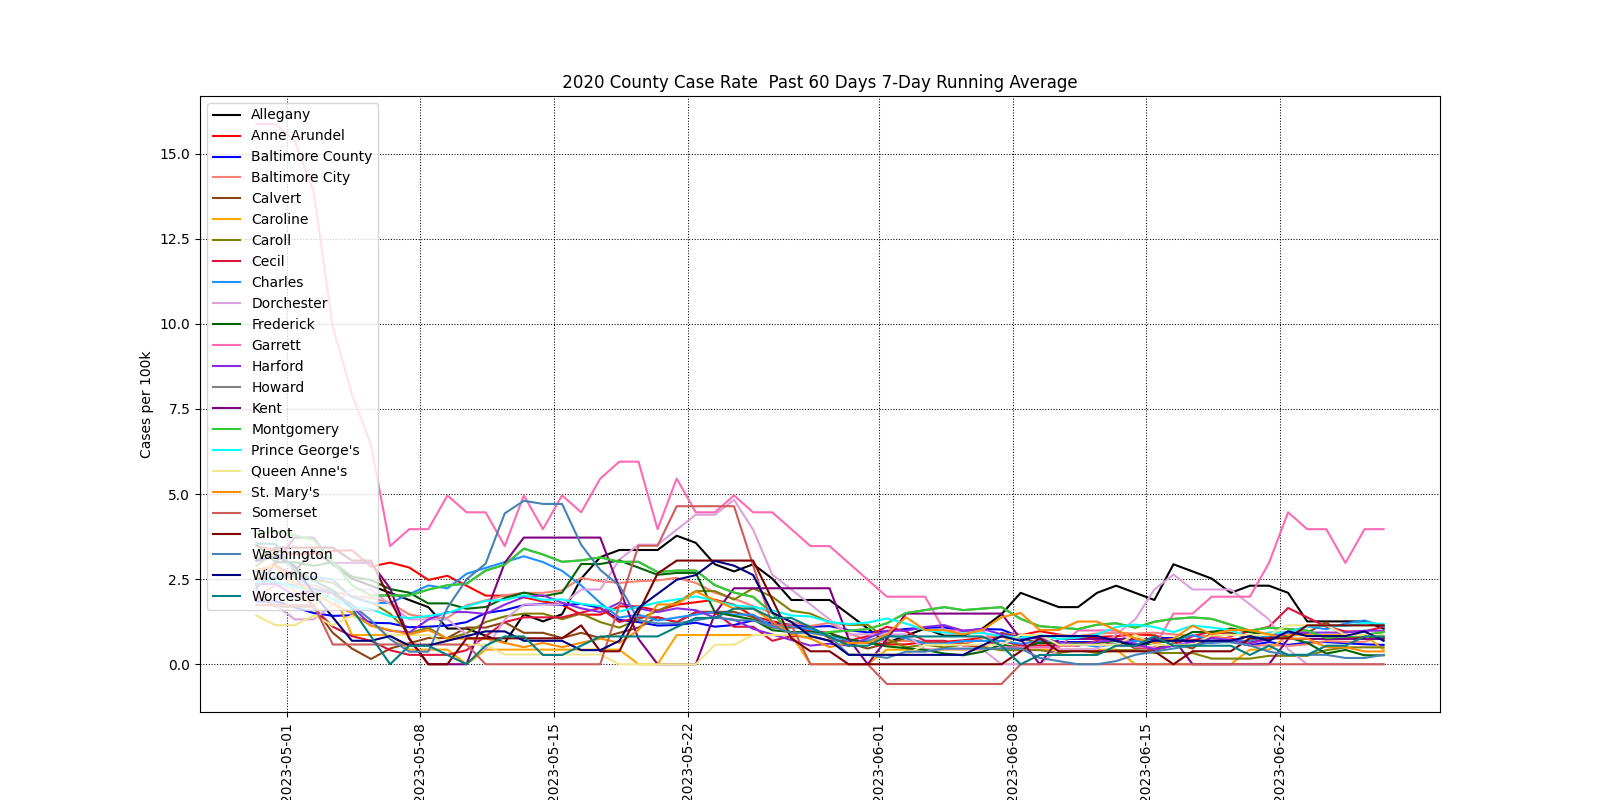 2020 County Case Rate  Past 60 Days 7-Day Running Average
Cases per 100k
15.0
12.5
10.0
7.5
5.0
2.5
0.0
Allegany
Anne Arundel
Baltimore County
Baltimore City
Calvert
Caroline
Caroll
Cecil
Charles
Dorchester
Frederick
Garrett
Harford
Howard
Kent
Montgomery
Prince George's
Queen Anne's
St. Mary's
Somerset
Talbot
Washington
Wicomico
Worcester
2023-05-01
2023-05-08
2023-05-15
2023-05-22
2023-06-01
2023-06-08
2023-06-15
2023-06-22